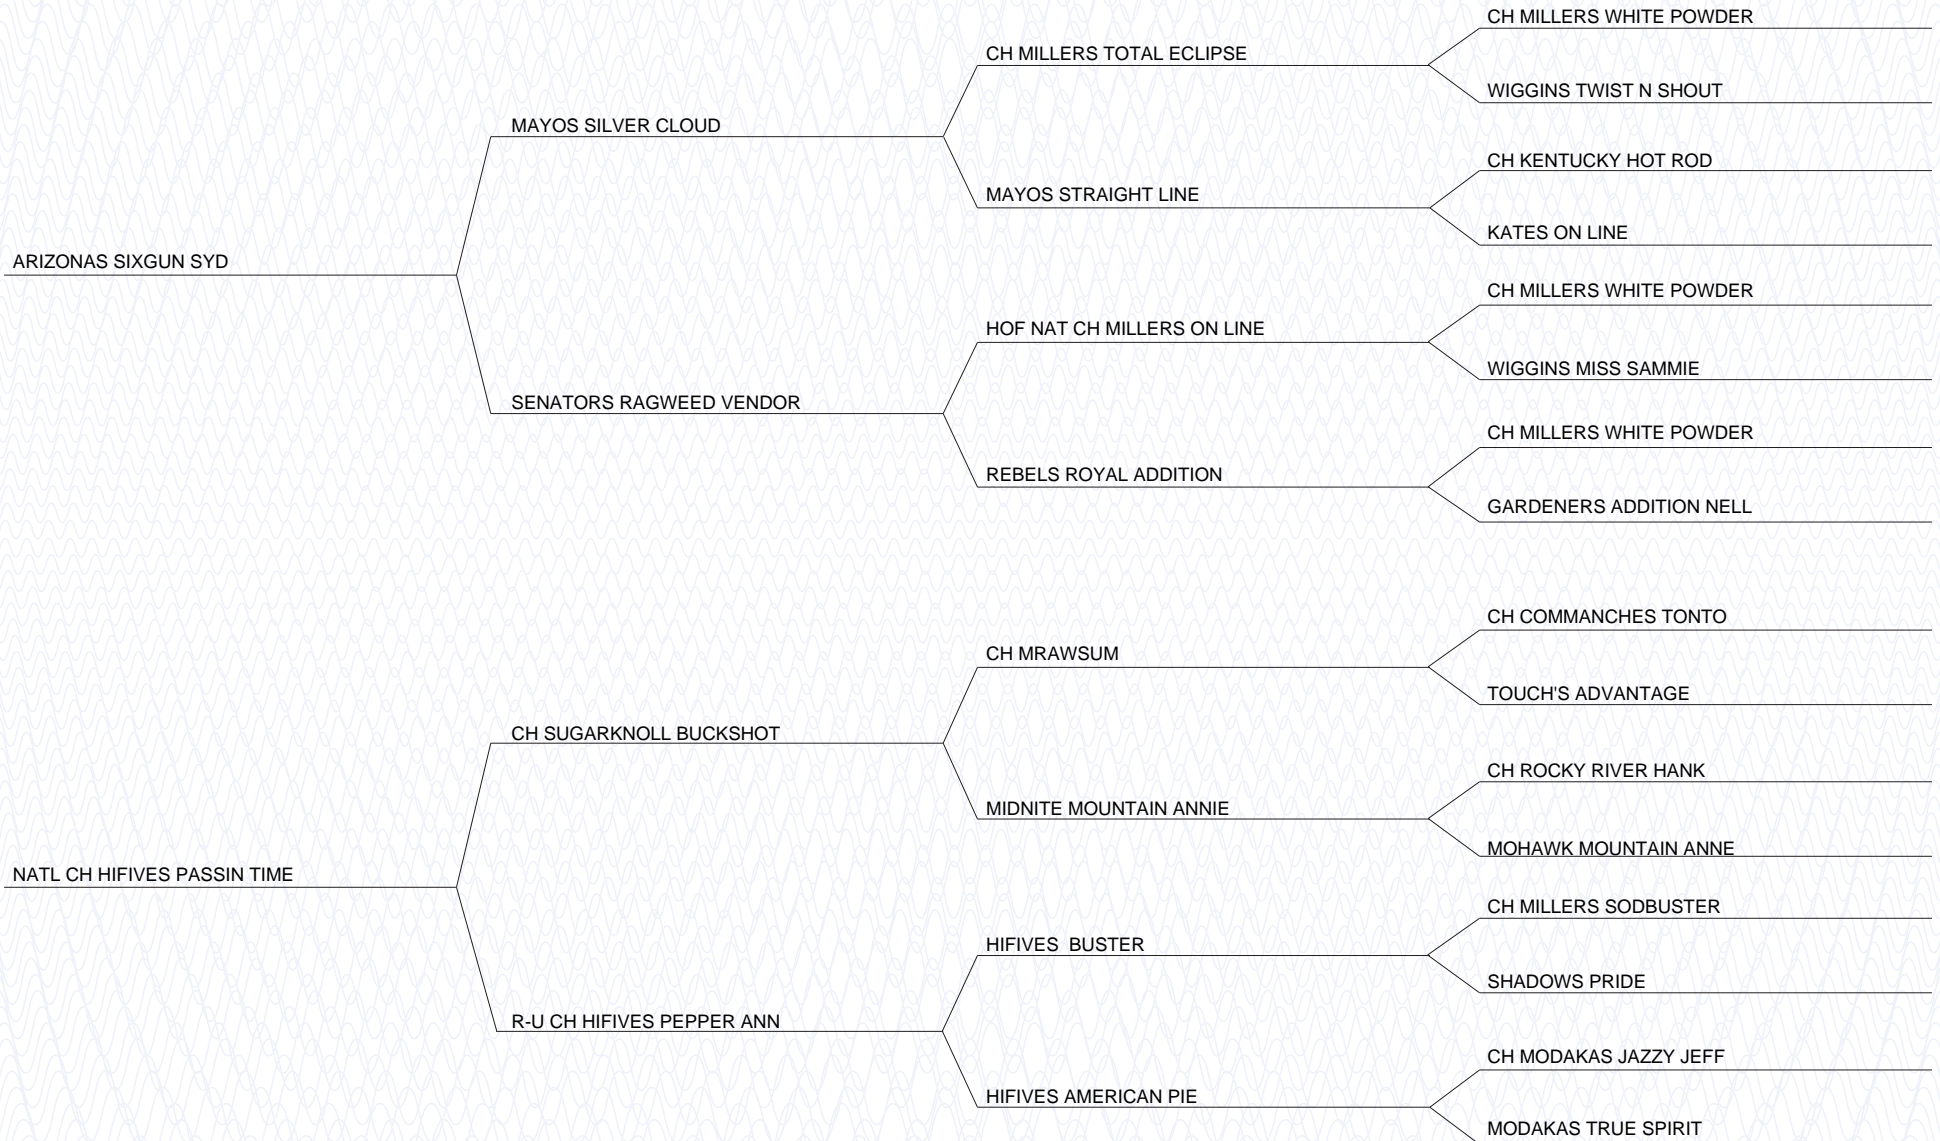 CH MILLERS WHITE POWDER
CH MILLERS TOTAL ECLIPSE
WIGGINS TWIST N SHOUT
MAYOS SILVER CLOUD
CH KENTUCKY HOT ROD
MAYOS STRAIGHT LINE
KATES ON LINE
ARIZONAS SIXGUN SYD
CH MILLERS WHITE POWDER
HOF NAT CH MILLERS ON LINE
WIGGINS MISS SAMMIE
SENATORS RAGWEED VENDOR
CH MILLERS WHITE POWDER
REBELS ROYAL ADDITION
GARDENERS ADDITION NELL
CH COMMANCHES TONTO
CH MRAWSUM
TOUCH'S ADVANTAGE
CH SUGARKNOLL BUCKSHOT
CH ROCKY RIVER HANK
MIDNITE MOUNTAIN ANNIE
MOHAWK MOUNTAIN ANNE
NATL CH HIFIVES PASSIN TIME
CH MILLERS SODBUSTER
HIFIVES  BUSTER
SHADOWS PRIDE
R-U CH HIFIVES PEPPER ANN
CH MODAKAS JAZZY JEFF
HIFIVES AMERICAN PIE
MODAKAS TRUE SPIRIT